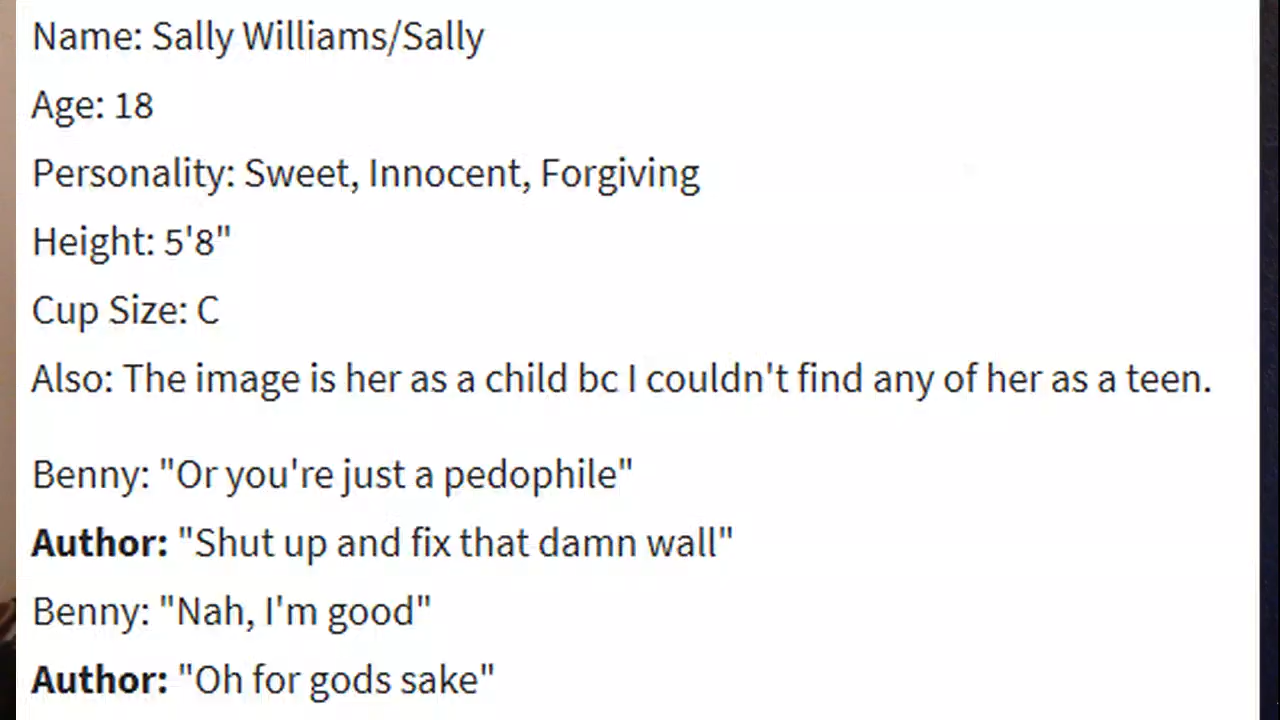 Name: Sally Williams/Sally
Age: 18
Personality: Sweet, Innocent, Forgiving
Height: 5'8"
Cup Size: C
Also: The image is her as a child bc I couldn't find any of her as a teen.
Benny: "Or you're just a pedophile"
Author: "Shut up and fix that damn wall"
Benny: "Nah, I'm good"
Author: "Oh for gods sake"